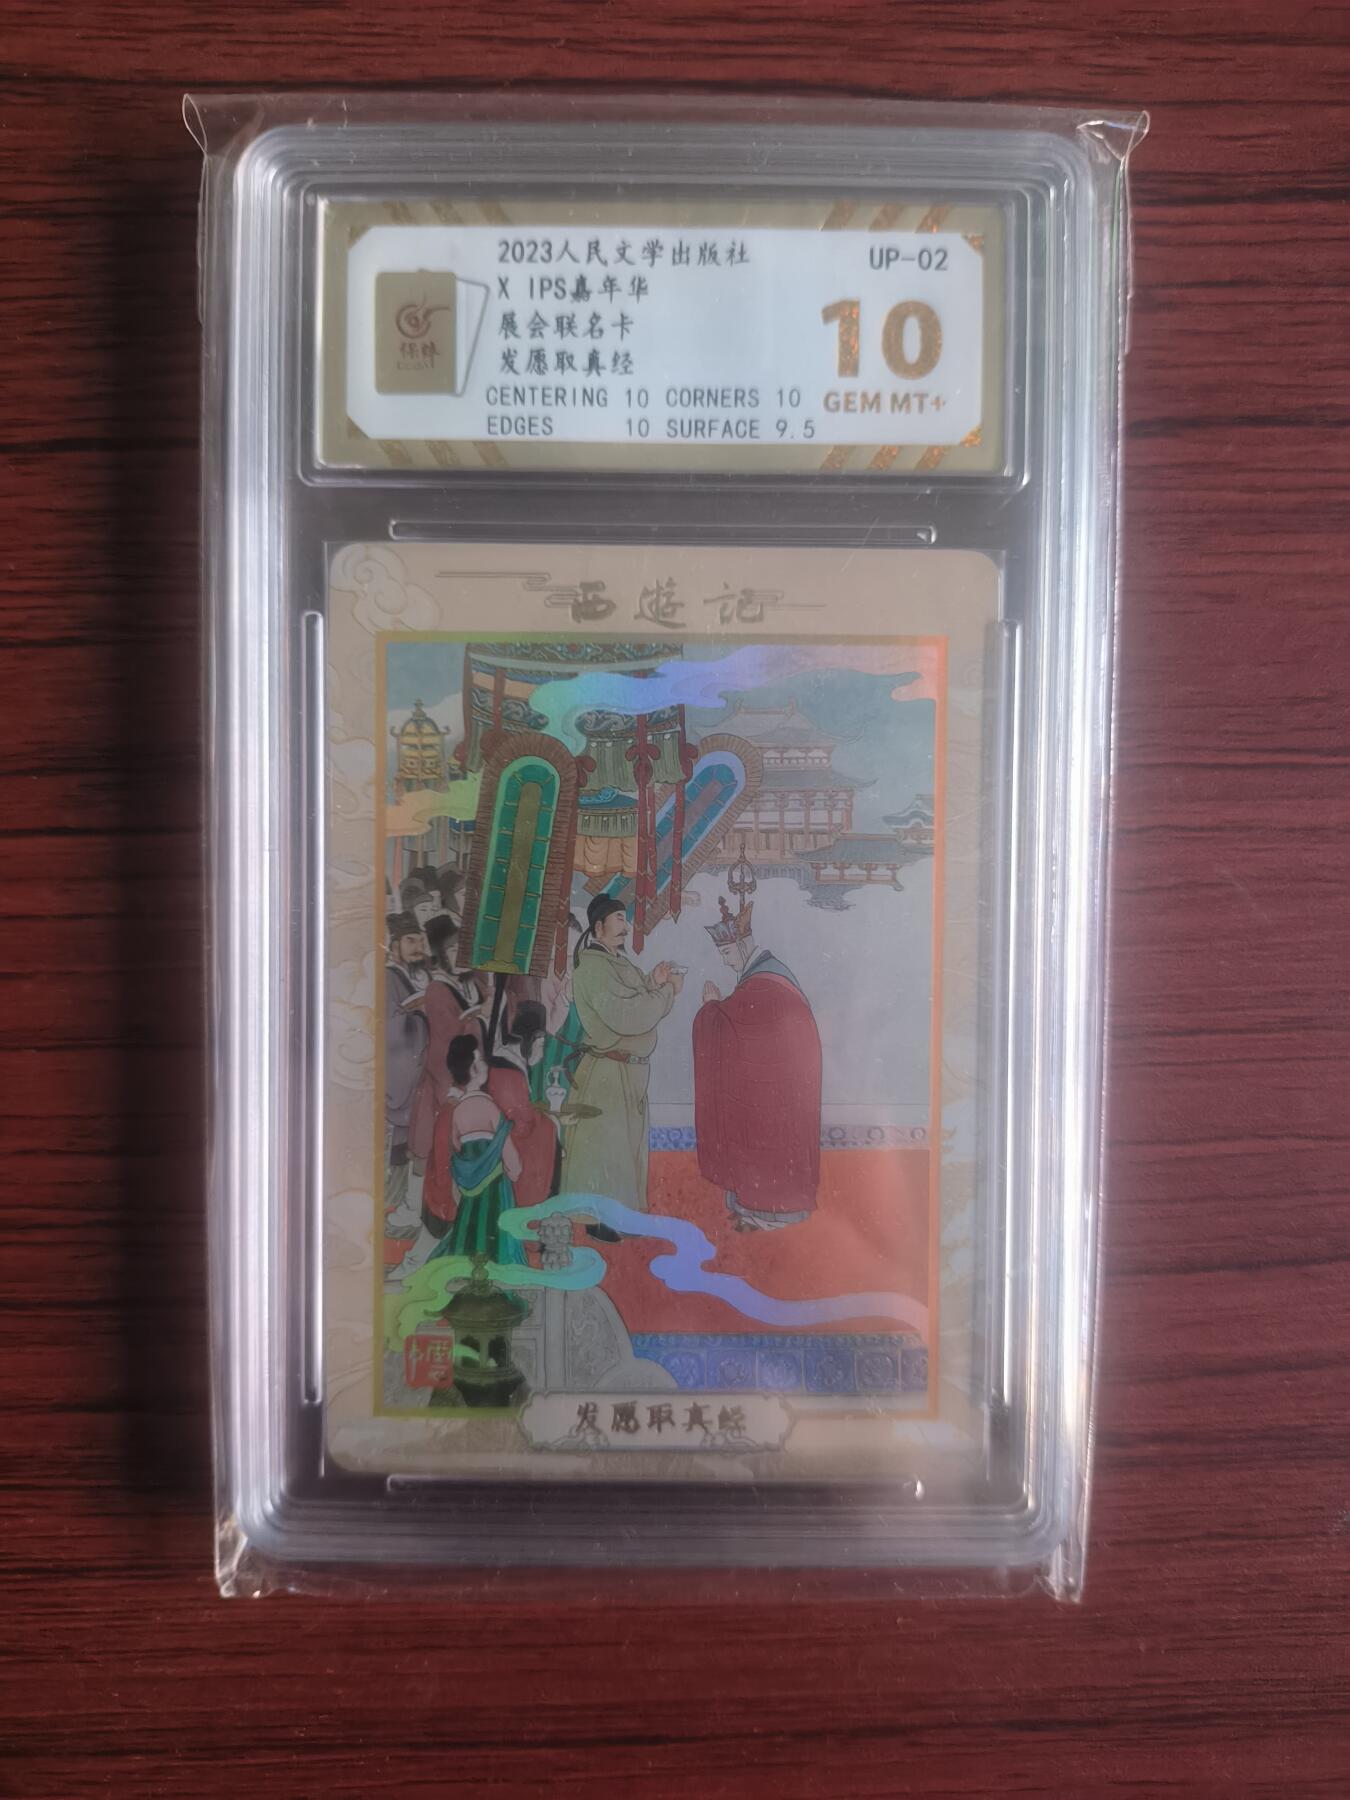 2023人民文学出版社
X IPS嘉年华
展会联名卡
发愿取真经
CENTERING 10 CORNERS 10
EDGES 10 SURFACE 9.5
UP-02
10
GEM MT+
保粹
西遊记
发愿取真经